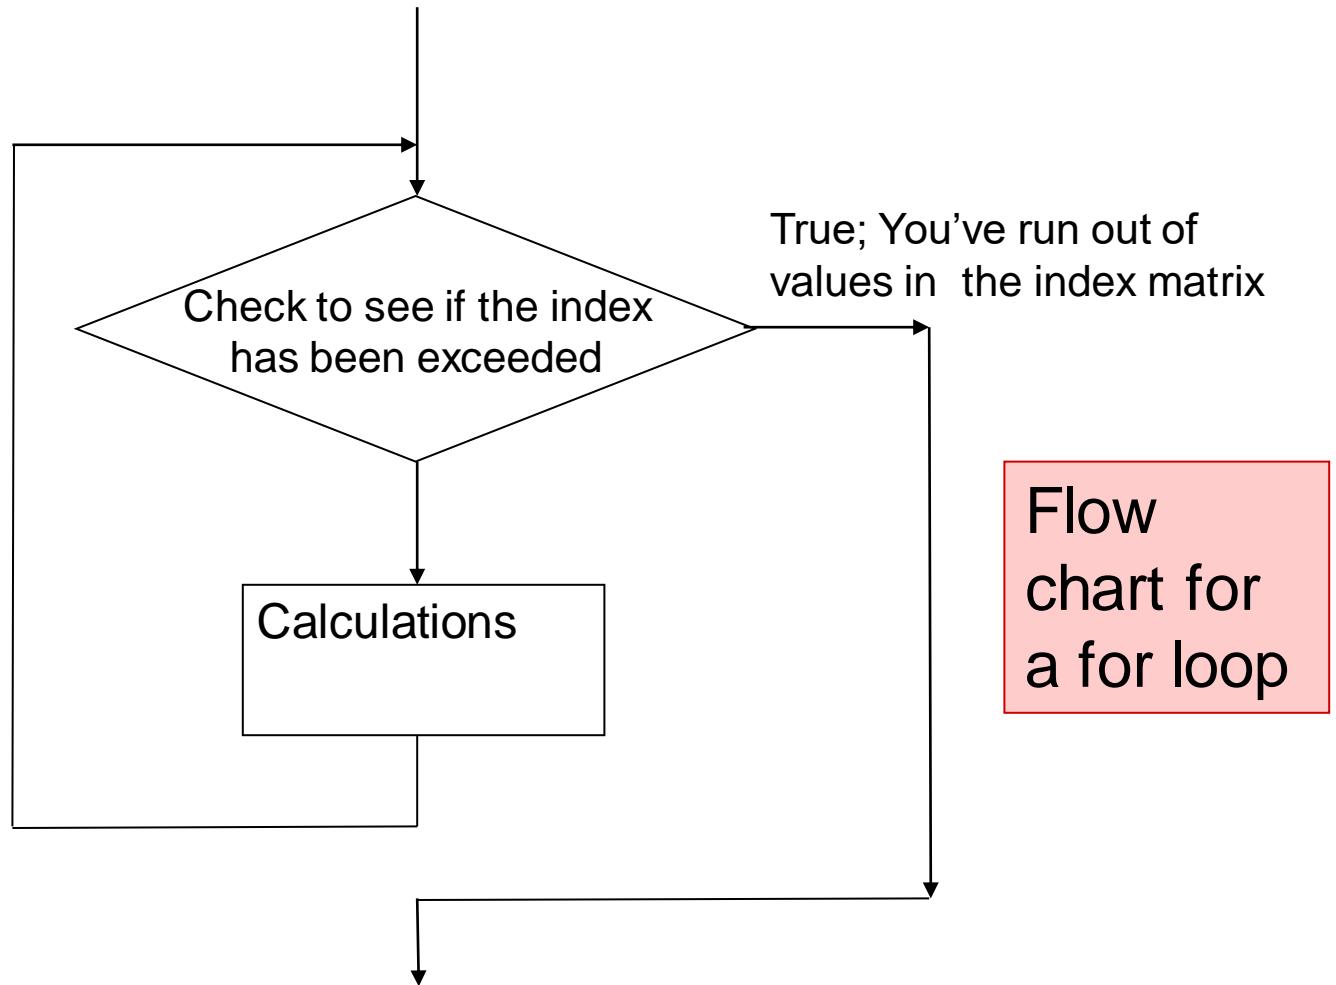 True; You’ve run out of
values in the index matrix
Check to see if the index
has been exceeded
Flow
chart for
a for loop
Calculations